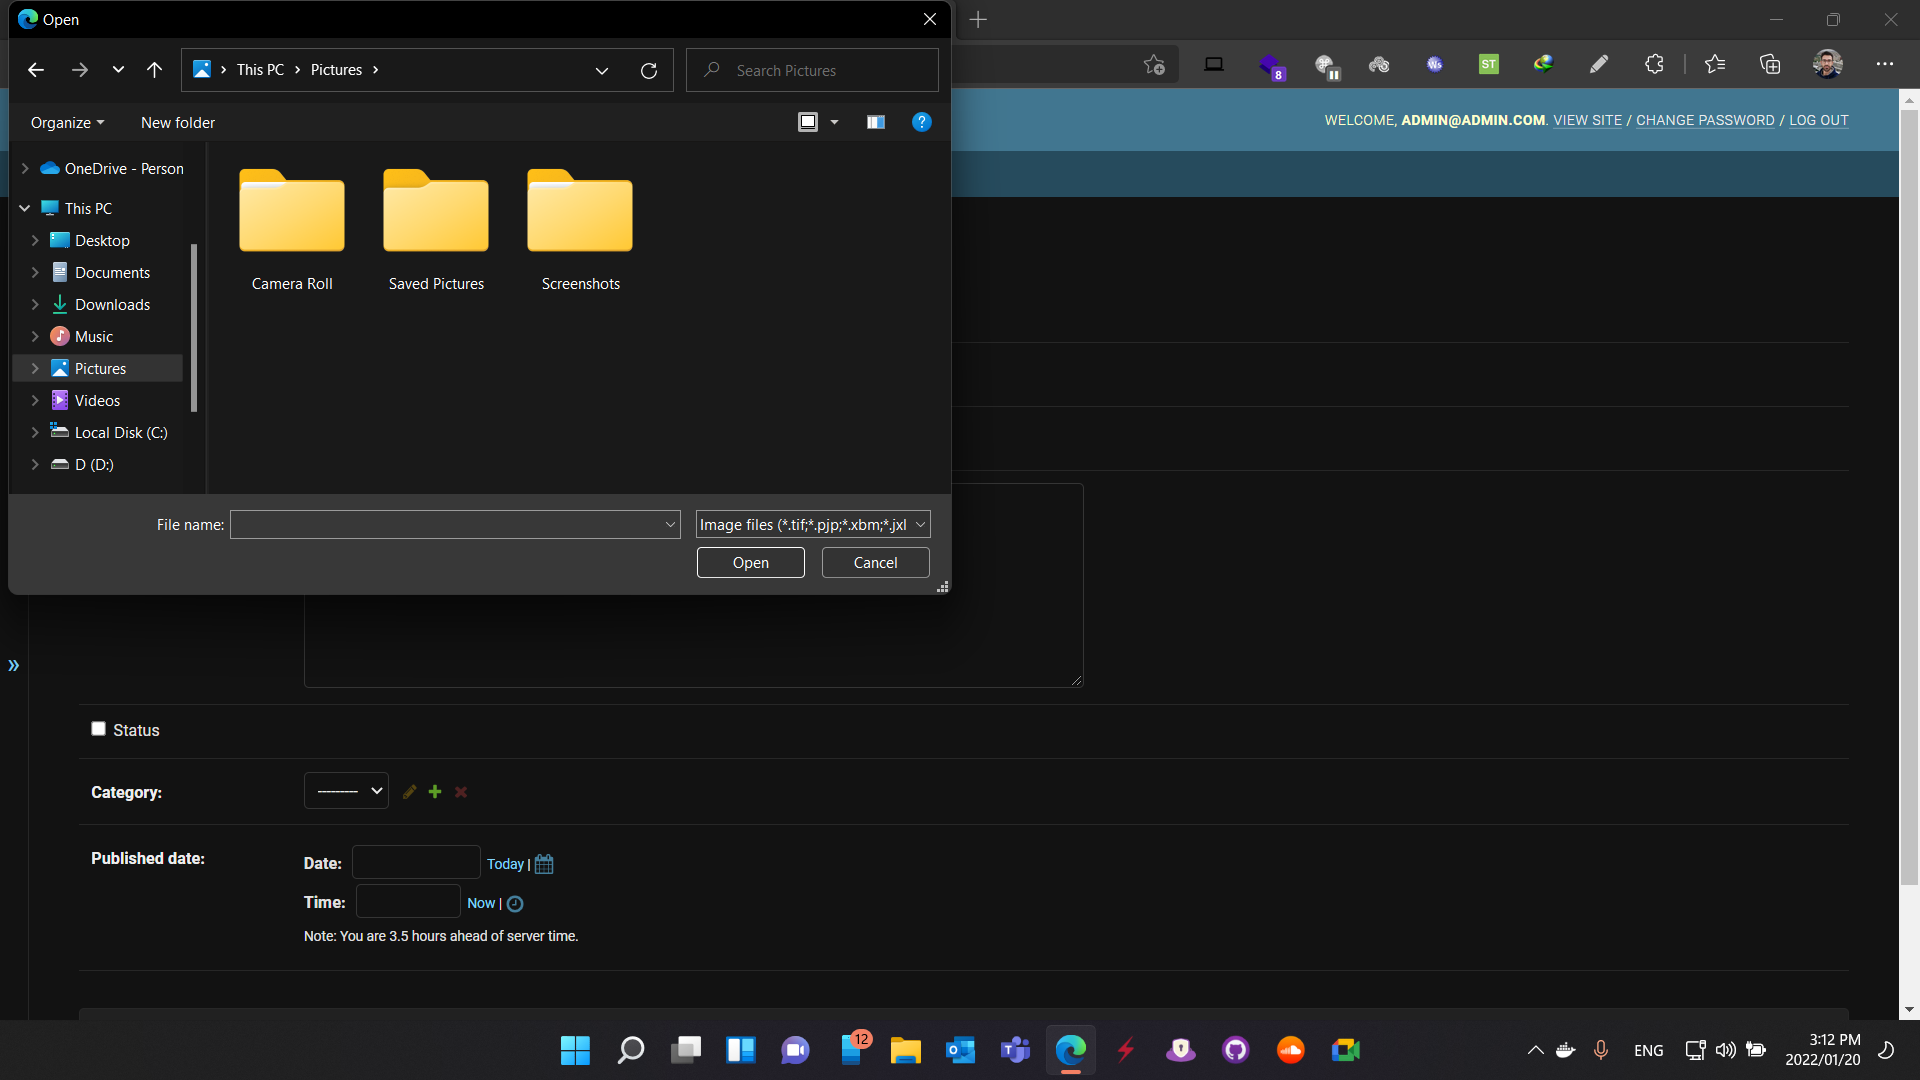 Open
This PC
Pictures
Search Pictures
8
ws
ST
Organize
New folder
?
WELCOME, ADMIN@ADMIN.COM. VIEW SITE / CHANGE PASSWORD / LOG OUT
OneDrive - Person
This PC
Desktop
Documents
Downloads
Music
Pictures
Videos
Local Disk (C:)
D (D:)
Camera Roll
Saved Pictures
Screenshots
File name:
Image files (*.tif;*.pjp;*.xbm;*.jxl
Open
Cancel
Status
Category:
---------
Published date:
Date:
Today |
Time:
Now |
Note: You are 3.5 hours ahead of server time.
12
ENG
3:12 PM
2022/01/20